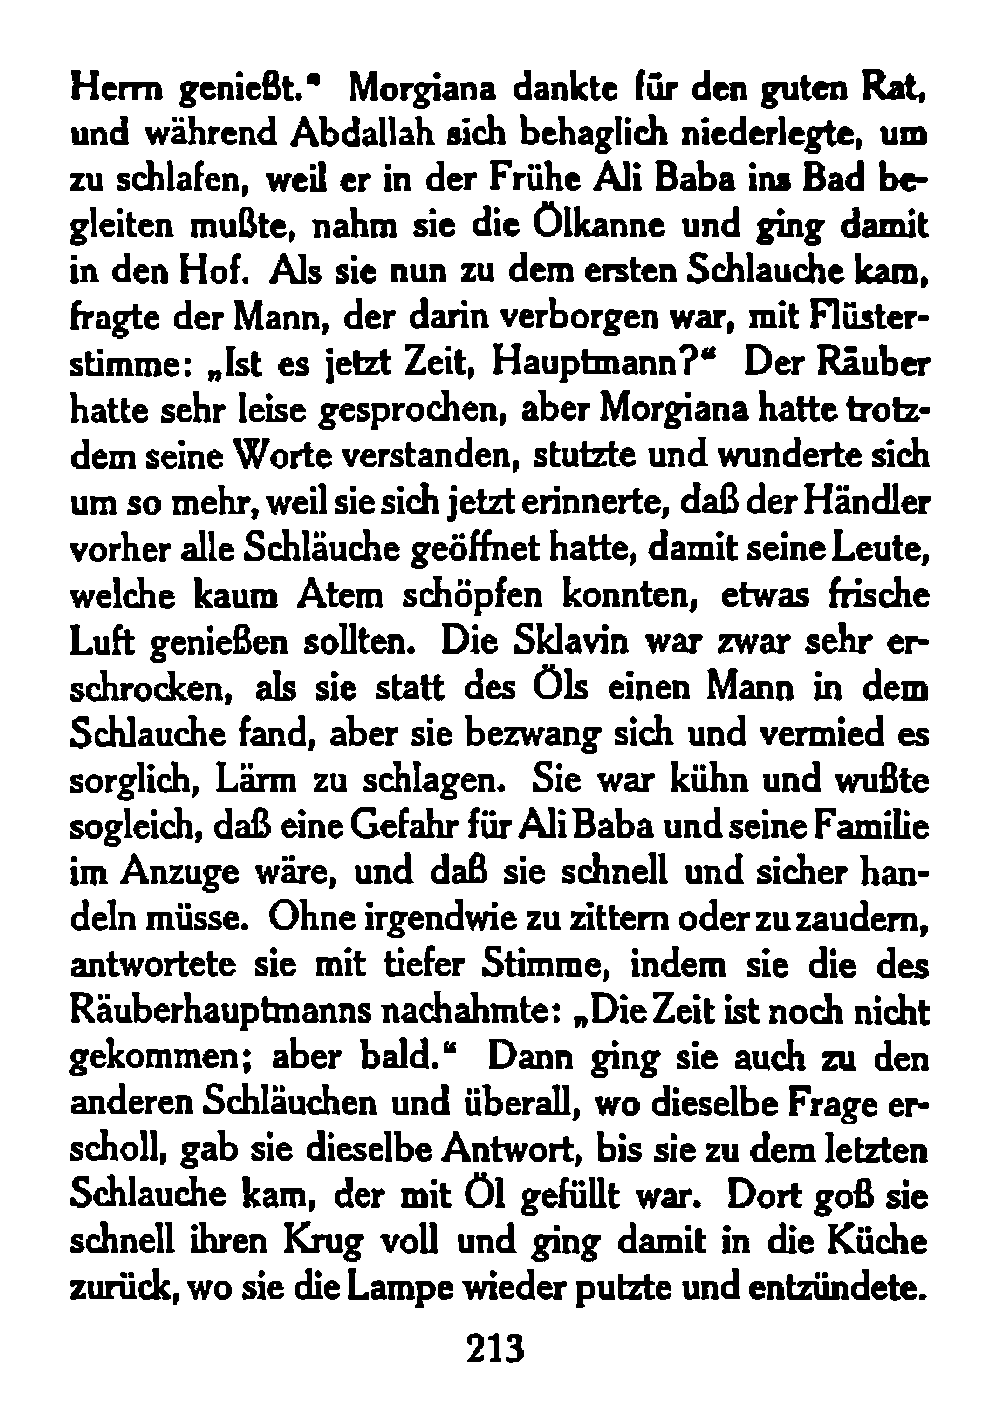 Herrn genießt.“ Morgiana dankte für den guten Rat,
und während Abdallah sich behaglich niederlegte, um
zu schlafen, weil er in der Frühe Ali Baba ins Bad be-
gleiten mußte, nahm sie die Ölkanne und ging damit
in den Hof. Als sie nun zu dem ersten Schlauche kam,
fragte der Mann, der darin verborgen war, mit Flüster-
stimme: „Ist es jetzt Zeit, Hauptmann?“ Der Räuber
hatte sehr leise gesprochen, aber Morgiana hatte trotz-
dem seine Worte verstanden, stutzte und wunderte sich
um so mehr, weil sie sich jetzt erinnerte, daß der Händler
vorher alle Schläuche geöffnet hatte, damit seine Leute,
welche kaum Atem schöpfen konnten, etwas frische
Luft genießen sollten. Die Sklavin war zwar sehr er-
schrocken, als sie statt des Öls einen Mann in dem
Schlauche fand, aber sie bezwang sich und vermied es
sorglich, Lärm zu schlagen. Sie war kühn und wußte
sogleich, daß eine Gefahr für Ali Baba und seine Familie
im Anzuge wäre, und daß sie schnell und sicher han-
deln müsse. Ohne irgendwie zu zittern oder zu zaudern,
antwortete sie mit tiefer Stimme, indem sie die des
Räuberhauptmanns nachahmte: „Die Zeit ist noch nicht
gekommen; aber bald.“ Dann ging sie auch zu den
anderen Schläuchen und überall, wo dieselbe Frage er-
scholl, gab sie dieselbe Antwort, bis sie zu dem letzten
Schlauche kam, der mit Öl gefüllt war. Dort goß sie
schnell ihren Krug voll und ging damit in die Küche
zurück, wo sie die Lampe wieder putzte und entzündete.
213